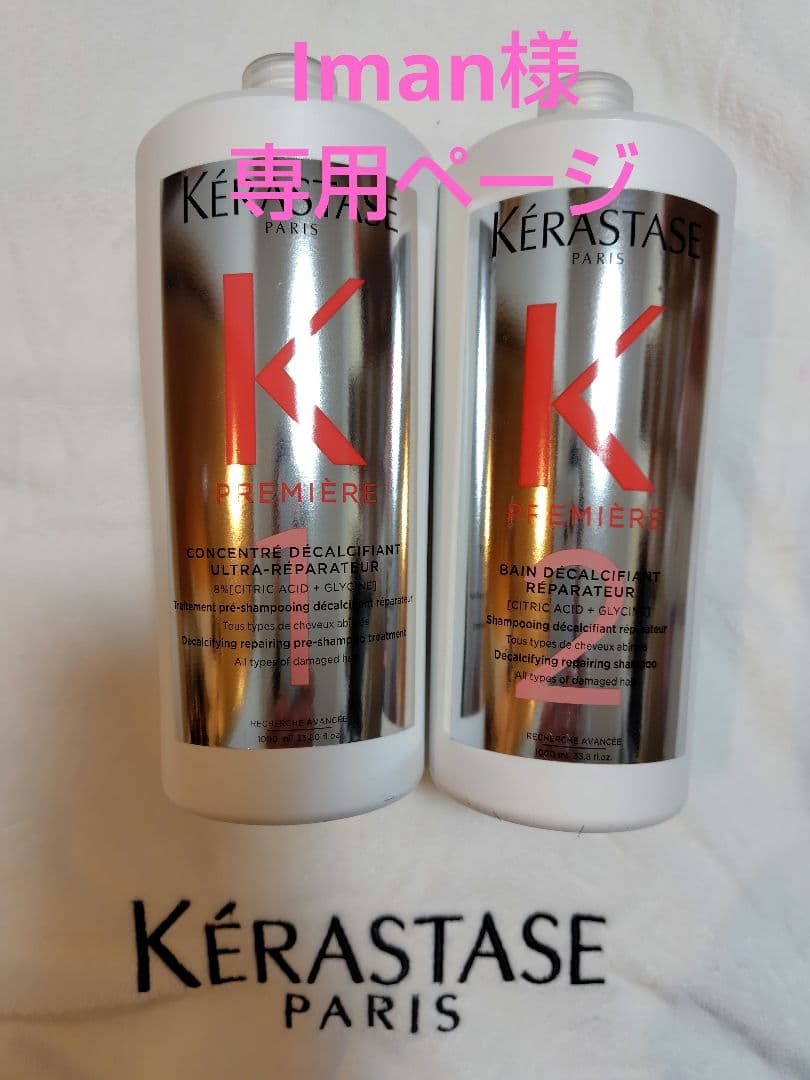 Iman様
専用ページ
KÉRASTASE
PARIS
PREMIÈRE
1
CONCENTRÉ DÉCALCIFIANT
ULTRA-RÉPARATEUR
8%[CITRIC ACID + GLYCINE]
Traitement pré-shampooing décalcifiant réparateur
Tous types de cheveux abîmés
Decalcifying repairing pre-shampoo treatment
All types of damaged hair
RECHERCHE AVANCÉE
1000 ml 33.80 fl.oz.
KÉRASTASE
PARIS
PREMIÈRE
2
BAIN DÉCALCIFIANT
RÉPARATEUR
[CITRIC ACID + GLYCINE]
Shampooing décalcifiant réparateur
Tous types de cheveux abîmés
Decalcifying repairing shampoo
All types of damaged hair
RECHERCHE AVANCÉE
1000 ml. 33.8 fl.oz.
KÉRASTASE
PARIS